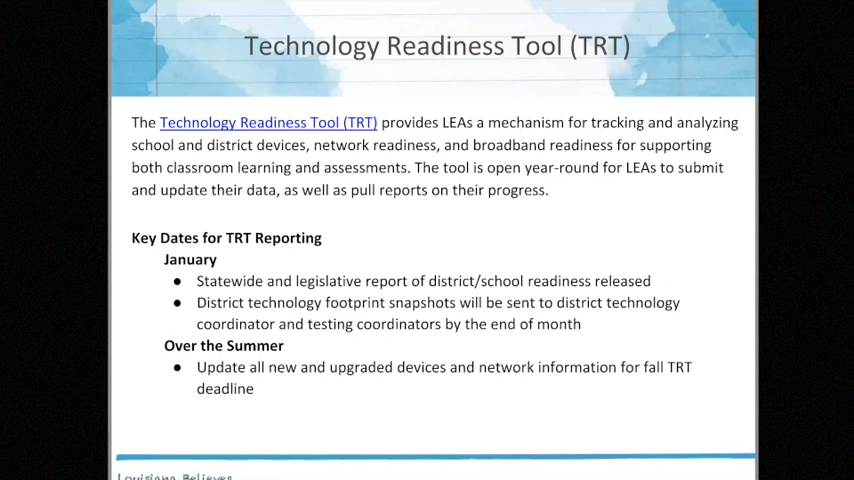 Technology Readiness Tool (TRT)
The Technology Readiness Tool (TRT) provides LEAs a mechanism for tracking and analyzing
school and district devices, network readiness, and broadband readiness for supporting
both classroom learning and assessments. The tool is open year-round for LEAs to submit
and update their data, as well as pull reports on their progress.
Key Dates for TRT Reporting
January
● Statewide and legislative report of district/school readiness released
● District technology footprint snapshots will be sent to district technology
coordinator and testing coordinators by the end of month
Over the Summer
● Update all new and upgraded devices and network information for fall TRT
deadline
Louisiana Believes